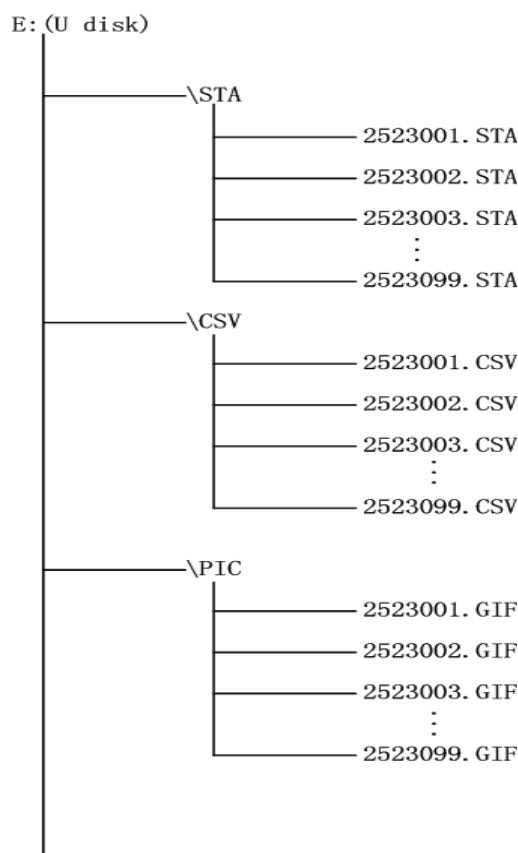 E:(U disk)
\STA
2523001.STA
2523002.STA
2523003.STA
2523099.STA
\CSV
2523001.CSV
2523002.CSV
2523003.CSV
2523099.CSV
\PIC
2523001.GIF
2523002.GIF
2523003.GIF
2523099.GIF